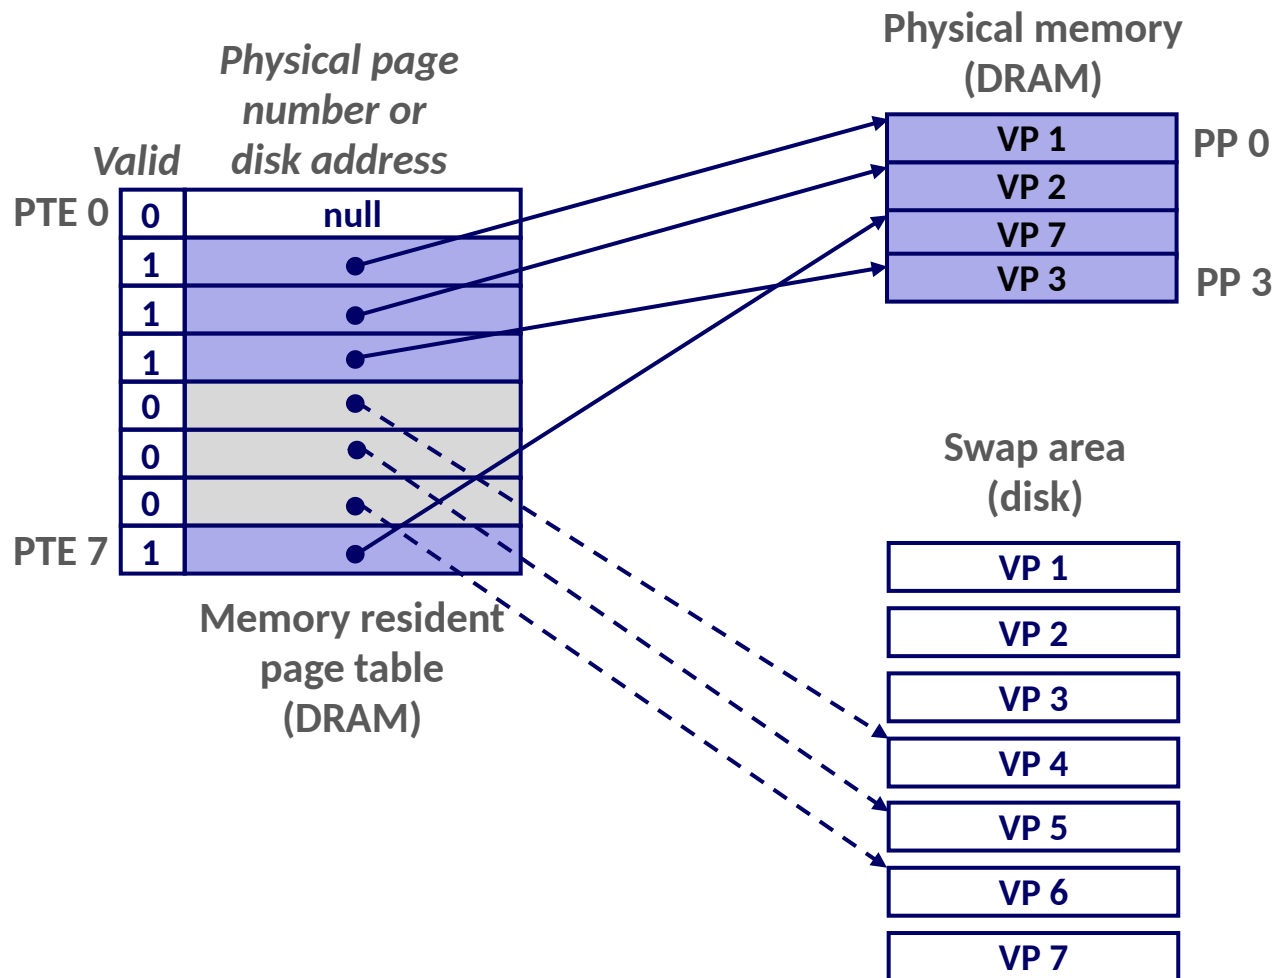 Physical page
number or
disk address
Valid
PTE 0
0
null
1
1
1
0
0
0
PTE 7
1
Memory resident
page table
(DRAM)
Physical memory
(DRAM)
VP 1
PP 0
VP 2
VP 7
VP 3
PP 3
Swap area
(disk)
VP 1
VP 2
VP 3
VP 4
VP 5
VP 6
VP 7